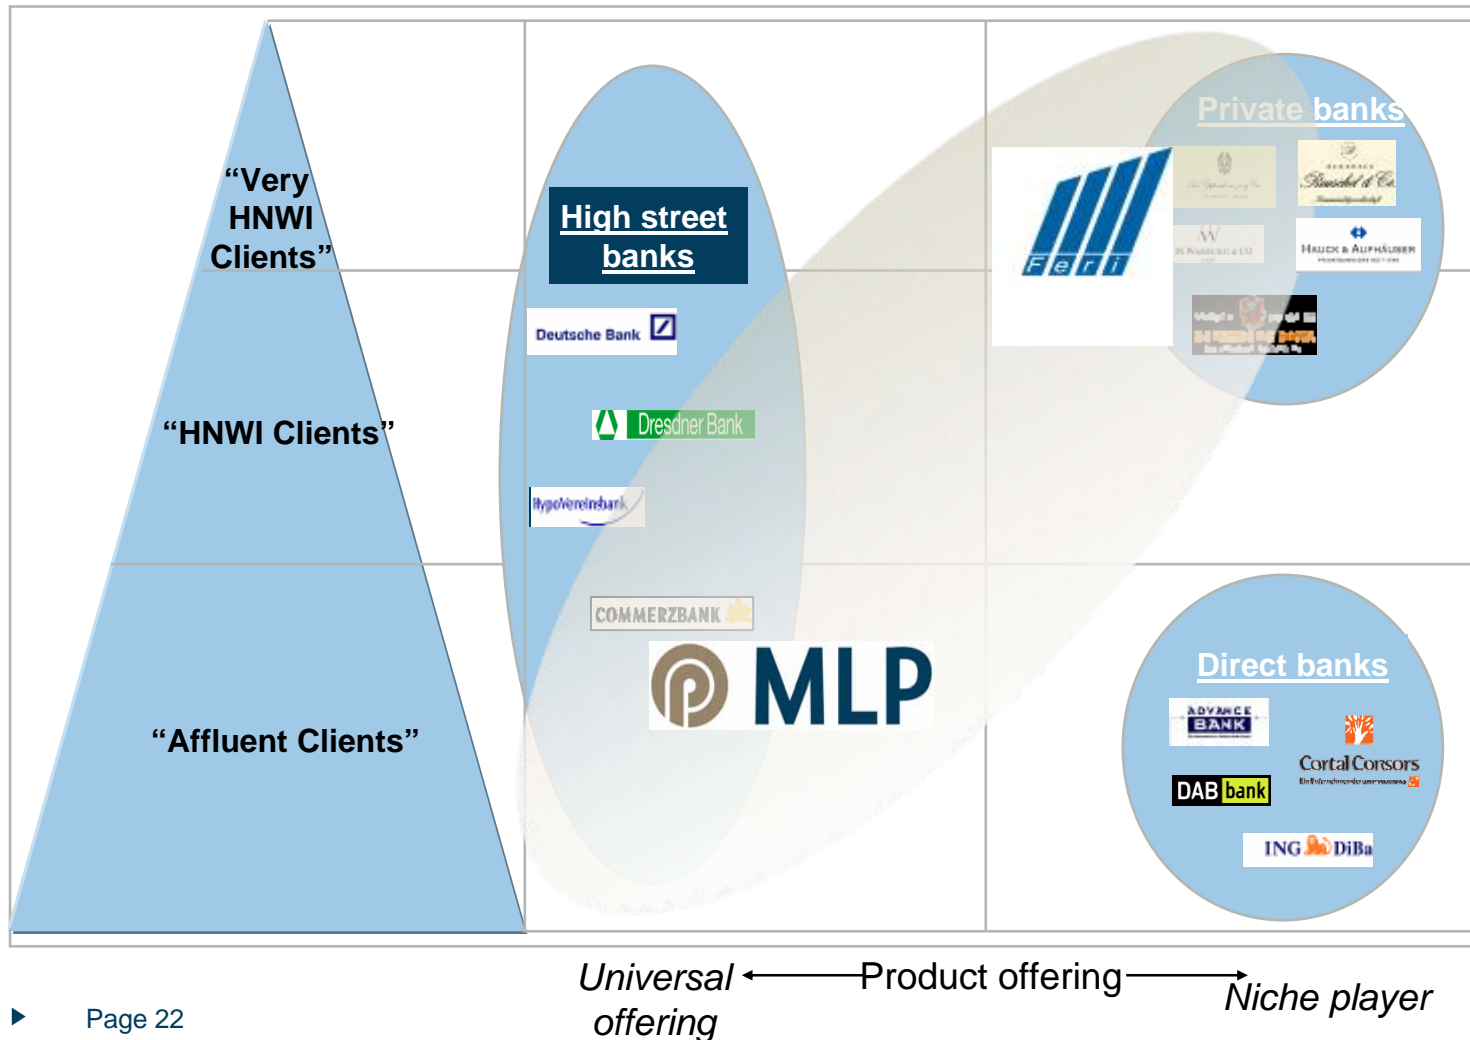 Private banks
“Very
HNWI
Clients”
High street
banks
Feri
HAUCK & AUFHÄUSER
Deutsche Bank
“HNWI Clients”
Dresdner Bank
HypoVereinsbank
COMMERZBANK
MLP
“Affluent Clients”
Direct banks
ADVANCE
BANK
Cortal Consors
DAB bank
ING DiBa
Universal
offering
Product offering
Niche player
Page 22